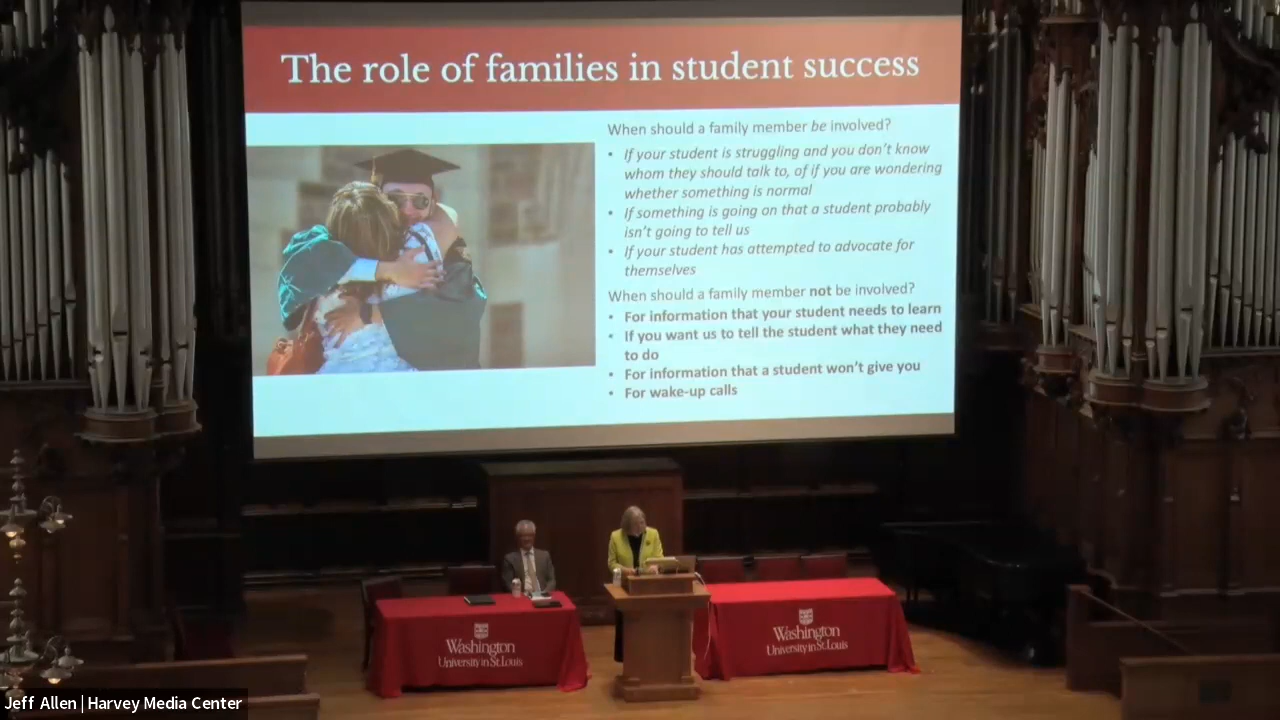 The role of families in student success
When should a family member be involved?
• If your student is struggling and you don't know
whom they should talk to, of if you are wondering
whether something is normal
• If something is going on that a student probably
isn't going to tell us
• If your student has attempted to advocate for
themselves
When should a family member not be involved?
• For information that your student needs to learn
• If you want us to tell the student what they need
to do
• For information that a student won't give you
• For wake-up calls
Washington
University in St. Louis
Washington
University in St. Louis
Jeff Allen | Harvey Media Center